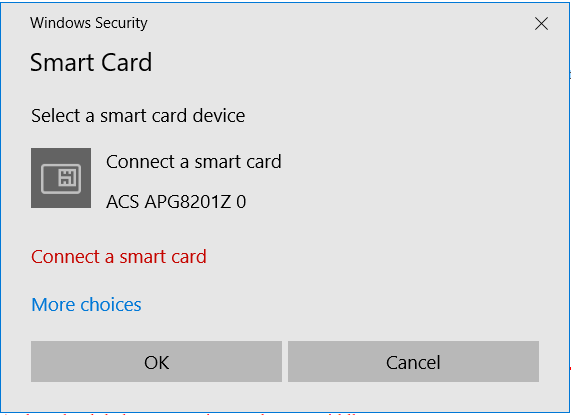 Windows Security
Smart Card
Select a smart card device
Connect a smart card
ACS APG8201Z 0
Connect a smart card
More choices
OK
Cancel